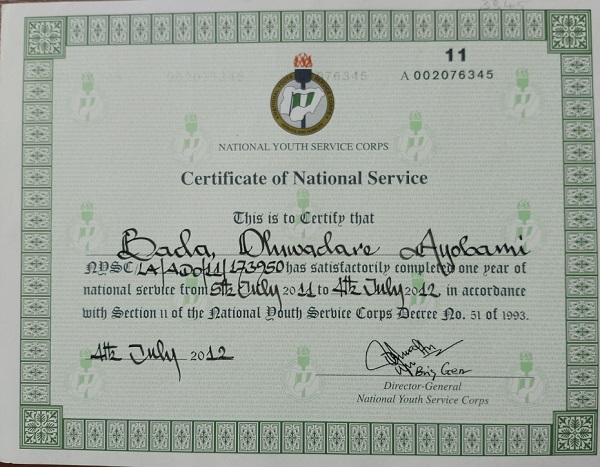 11
A 002076345
NATIONAL YOUTH SERVICE CORPS
Certificate of National Service
This is to Certify that
Bada, Oluwadare Ayobami
NYSC/LA/ADO/11/173950 has satisfactorily completed one year of
national service from 5th July 2011 to 4th July 2012 . in accordance
with Section 11 of the National Youth Service Corps Decree No. 51 of 1993.
4th July 2012
Brig Gen
Director-General
National Youth Service Corps